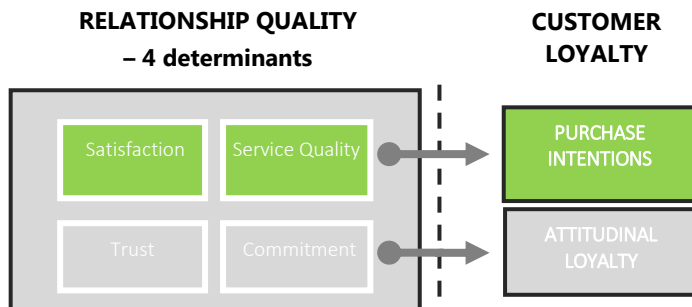 RELATIONSHIP QUALITY
– 4 determinants
CUSTOMER
LOYALTY
Satisfaction
Service Quality
PURCHASE
INTENTIONS
Trust
Commitment
ATTITUDINAL
LOYALTY